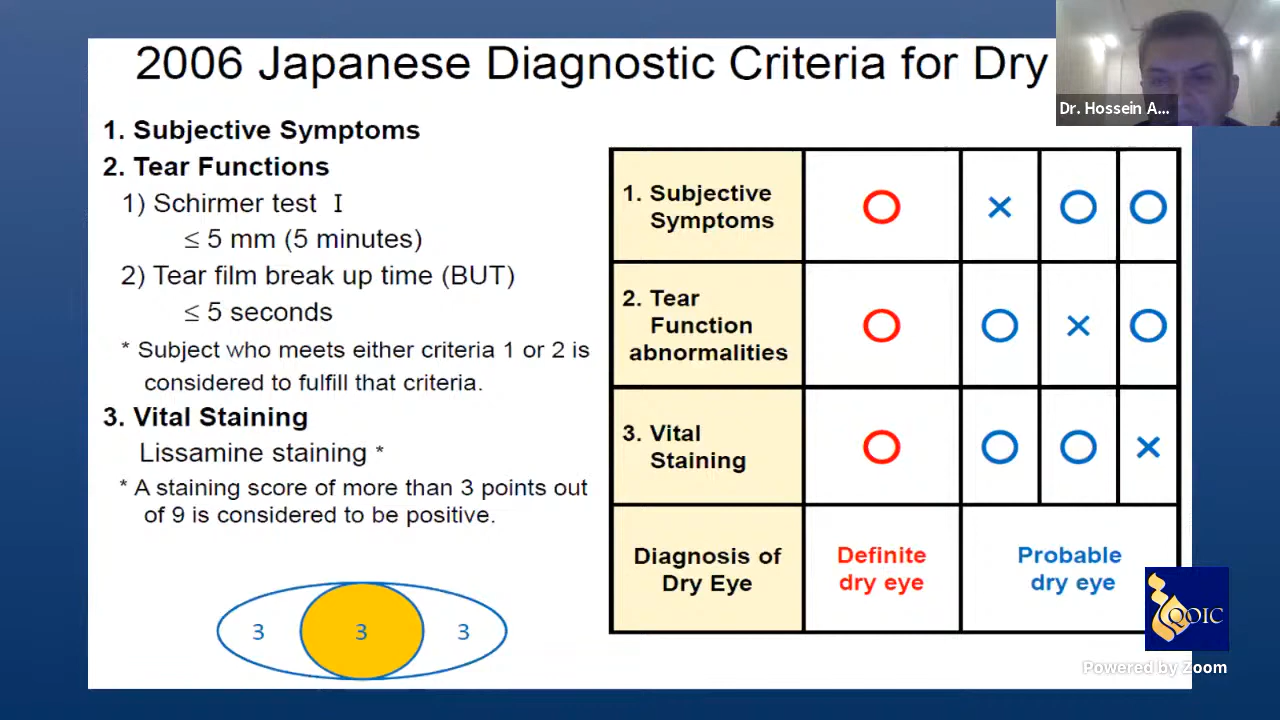 2006 Japanese Diagnostic Criteria for Dry
Dr. Hossein A...
1. Subjective Symptoms
2. Tear Functions
1) Schirmer test
≤ 5 mm (5 minutes)
2) Tear film break up time (BUT)
≤ 5 seconds
* Subject who meets either criteria 1 or 2 is
considered to fulfill that criteria.
3. Vital Staining
Lissamine staining *
* A staining score of more than 3 points out
of 9 is considered to be positive.
3 3 3
1. Subjective
Symptoms
○ × ○ ○
2. Tear
Function
abnormalities
○ ○ × ○
3. Vital
Staining
○ ○ ○ ×
Diagnosis of
Dry Eye
Definite
dry eye
Probable
dry eye
QOIC
Powered by Zoom